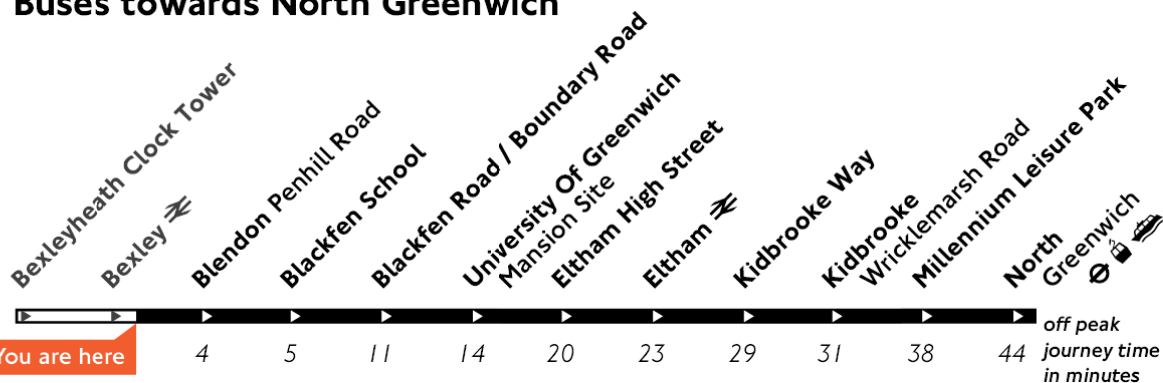 Buses towards North Greenwich
Bexleyheath Clock Tower
Bexley
Blendon Penhill Road
Blackfen School
Blackfen Road / Boundary Road
University Of Greenwich
Mansion Site
Eltham High Street
Eltham
Kidbrooke Way
Kidbrooke
Wricklemarsh Road
Millennium Leisure Park
North
Greenwich
You are here
4 5 11 14 20 23 29 31 38 44
off peak
journey time
in minutes